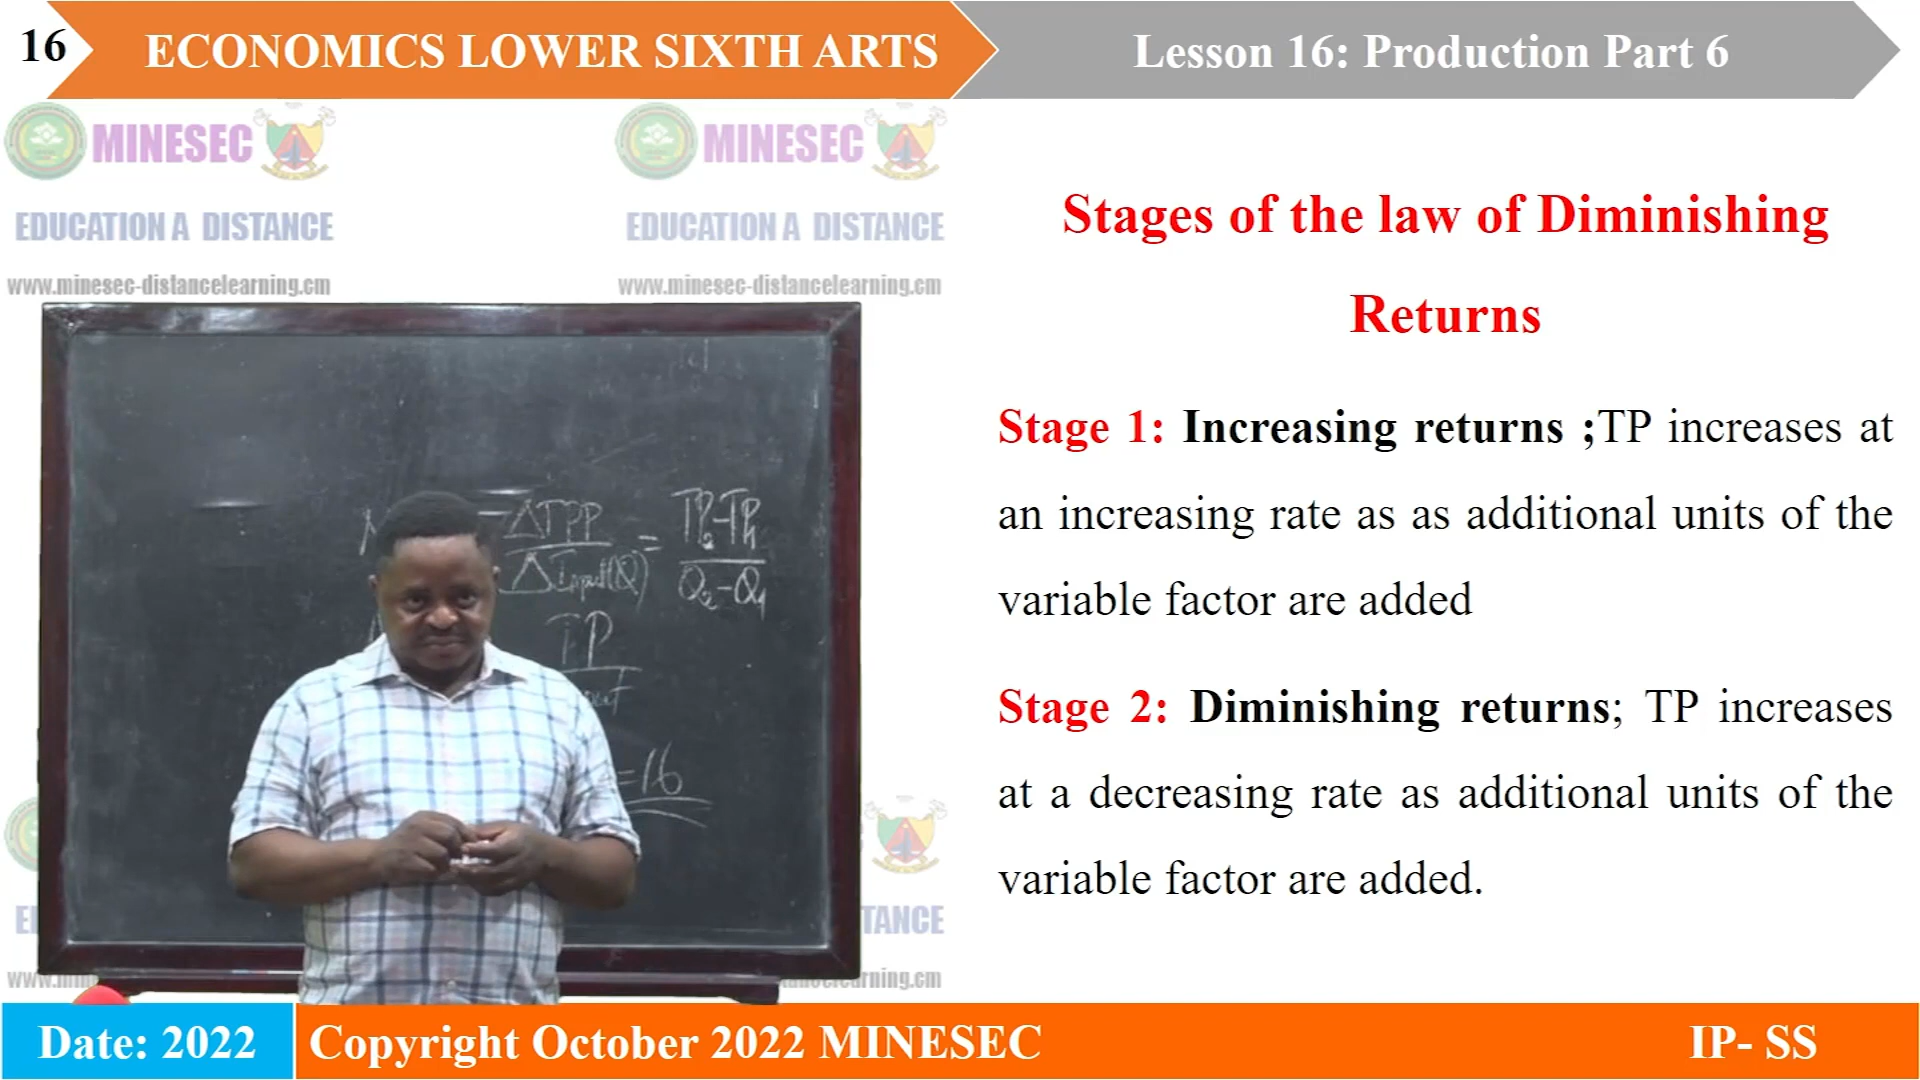 16
ECONOMICS LOWER SIXTH ARTS
Lesson 16: Production Part 6
MINESEC
MINESEC
EDUCATION A DISTANCE
EDUCATION A DISTANCE
www.minesec-distancelearning.cm
www.minesec-distancelearning.cm
Stages of the law of Diminishing
Returns
Stage 1: Increasing returns ;TP increases at
an increasing rate as as additional units of the
variable factor are added
Stage 2: Diminishing returns; TP increases
at a decreasing rate as additional units of the
variable factor are added.
= ΔTPP / ΔInput(Q) = TP₂-TP₁ / Q₂-Q₁
TP
=16
TANCE
Date: 2022
Copyright October 2022 MINESEC
IP- SS